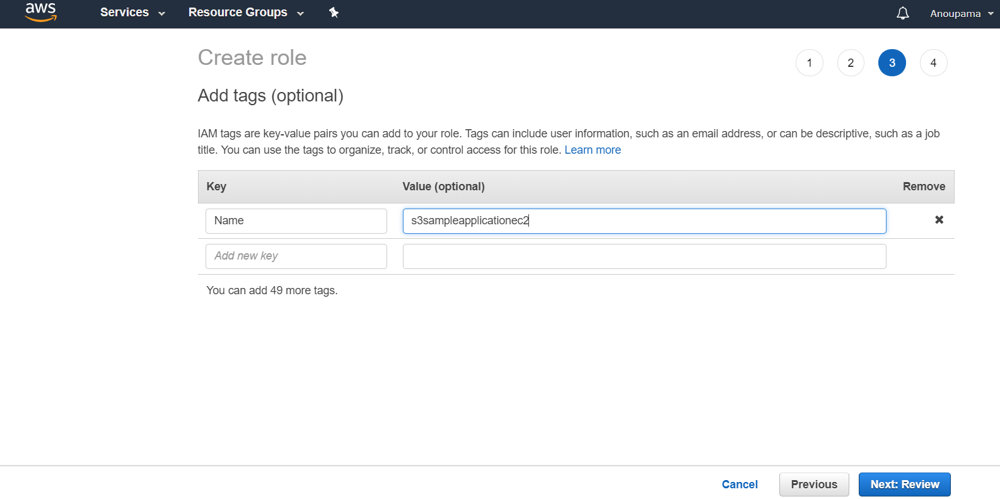 aws Services Resource Groups Anoupama
Create role
1 2 3 4
Add tags (optional)
IAM tags are key-value pairs you can add to your role. Tags can include user information, such as an email address, or can be descriptive, such as a job
title. You can use the tags to organize, track, or control access for this role. Learn more
Key Value (optional) Remove
Name s3sampleapplicationec2
Add new key
You can add 49 more tags.
Cancel Previous Next: Review